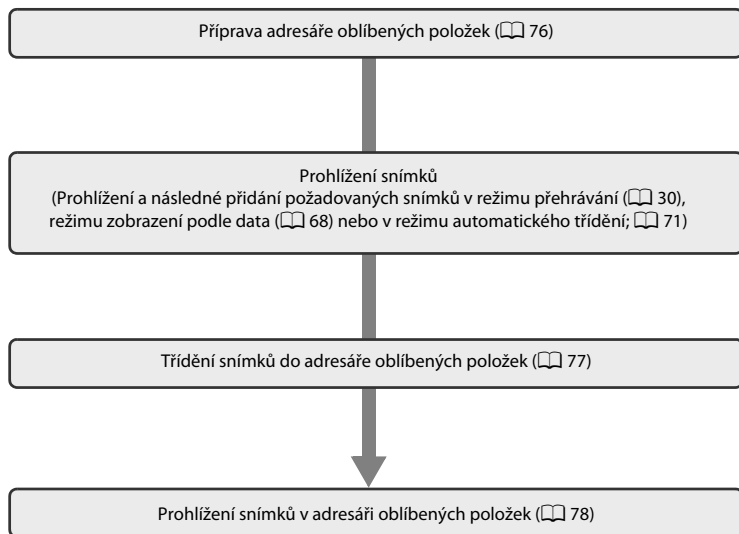 Příprava adresáře oblíbených položek (📖 76)
Prohlížení snímků
(Prohlížení a následné přidání požadovaných snímků v režimu přehrávání (📖 30),
režimu zobrazení podle data (📖 68) nebo v režimu automatického třídění; 📖 71)
Třídění snímků do adresáře oblíbených položek (📖 77)
Prohlížení snímků v adresáři oblíbených položek (📖 78)